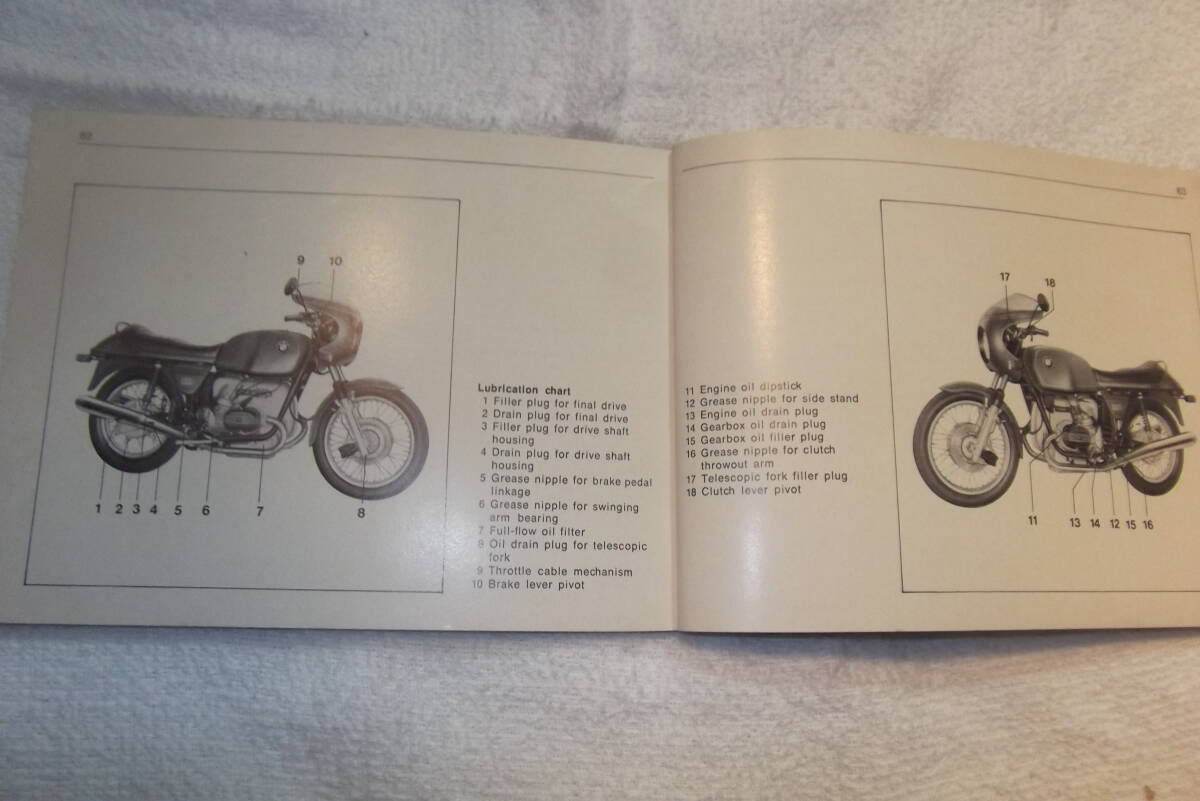 62
9 10
1 2 3 4 5 6 7 8
Lubrication chart
1 Filler plug for final drive
2 Drain plug for final drive
3 Filler plug for drive shaft
housing
4 Drain plug for drive shaft
housing
5 Grease nipple for brake pedal
linkage
6 Grease nipple for swinging
arm bearing
7 Full-flow oil filter
8 Oil drain plug for telescopic
fork
9 Throttle cable mechanism
10 Brake lever pivot
63
11 Engine oil dipstick
12 Grease nipple for side stand
13 Engine oil drain plug
14 Gearbox oil drain plug
15 Gearbox oil filler plug
16 Grease nipple for clutch
throwout arm
17 Telescopic fork filler plug
18 Clutch lever pivot
17 18
11 13 14 12 15 16